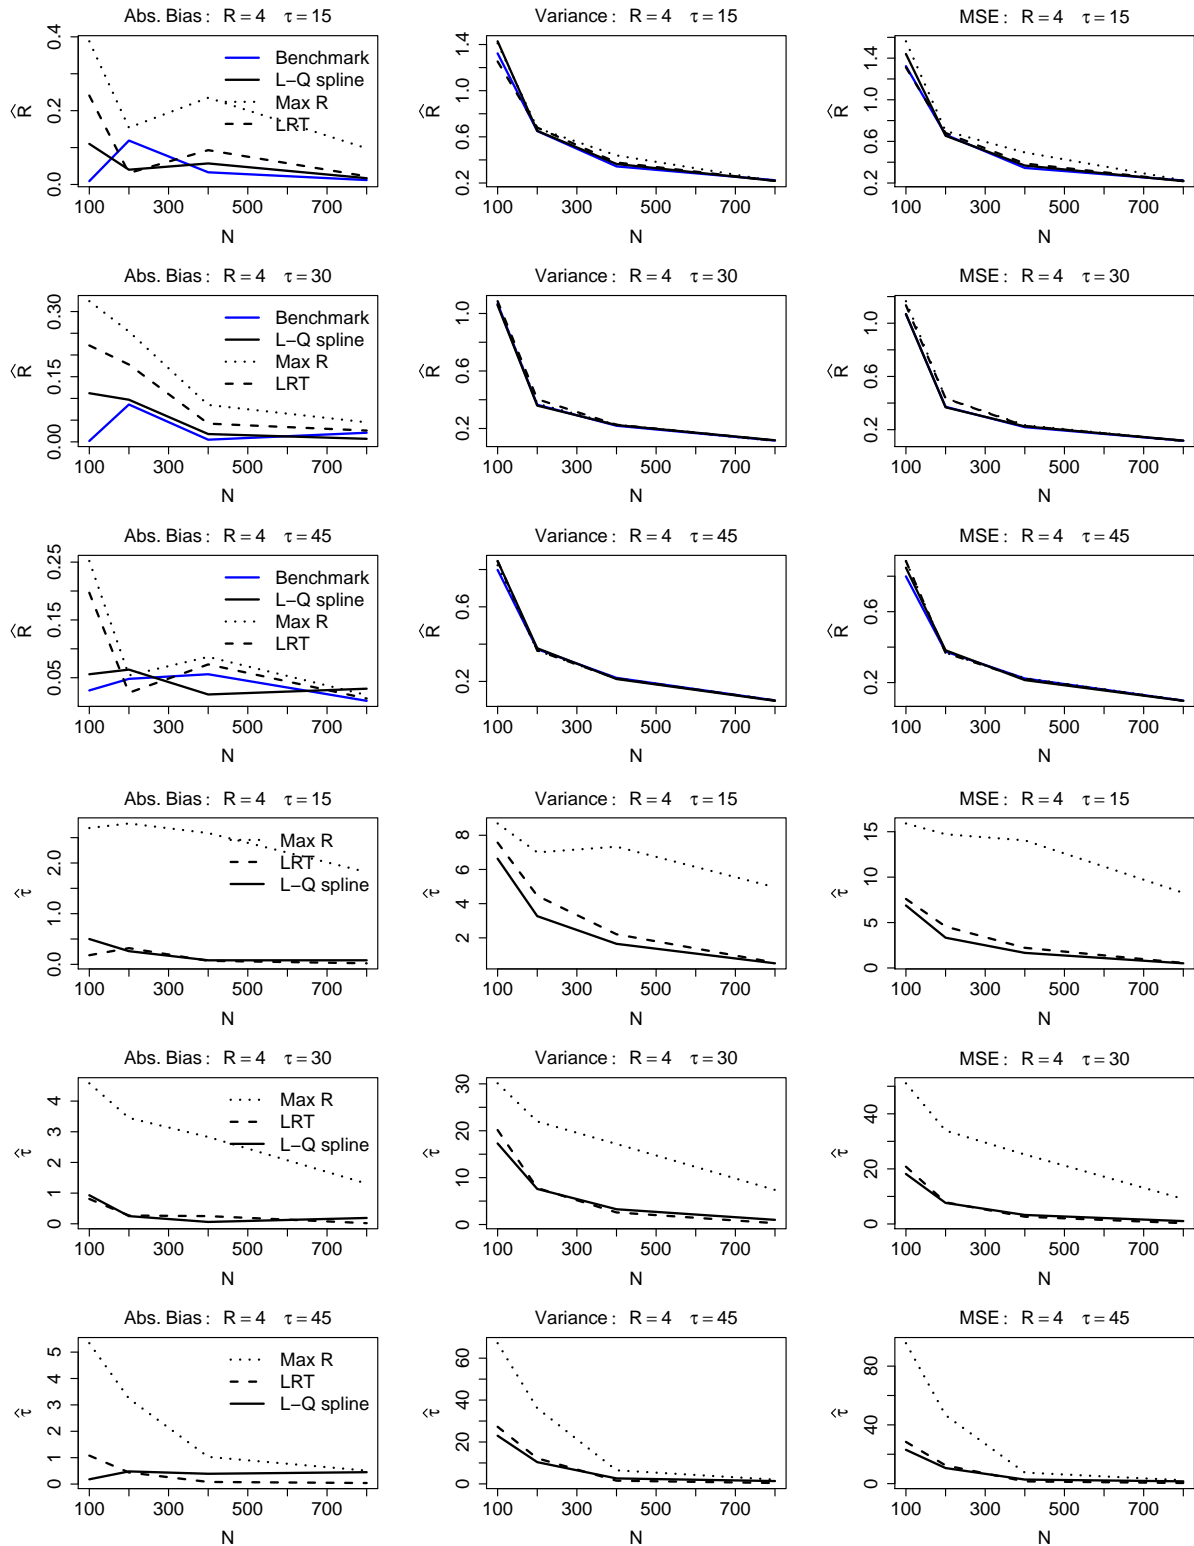 Abs. Bias :  R = 4  τ = 15
R̂
0.0 0.2 0.4
Benchmark
L−Q spline
Max R
LRT
100 300 500 700
N
Variance :  R = 4  τ = 15
R̂
0.2 0.6 1.0 1.4
100 300 500 700
N
MSE :  R = 4  τ = 15
R̂
0.2 0.6 1.0 1.4
100 300 500 700
N
Abs. Bias :  R = 4  τ = 30
R̂
0.00 0.15 0.30
Benchmark
L−Q spline
Max R
LRT
100 300 500 700
N
Variance :  R = 4  τ = 30
R̂
0.2 0.6 1.0
100 300 500 700
N
MSE :  R = 4  τ = 30
R̂
0.2 0.6 1.0
100 300 500 700
N
Abs. Bias :  R = 4  τ = 45
R̂
0.05 0.15 0.25
Benchmark
L−Q spline
Max R
LRT
100 300 500 700
N
Variance :  R = 4  τ = 45
R̂
0.2 0.6
100 300 500 700
N
MSE :  R = 4  τ = 45
R̂
0.2 0.6
100 300 500 700
N
Abs. Bias :  R = 4  τ = 15
τ̂
0.0 1.0 2.0
Max R
LRT
L−Q spline
100 300 500 700
N
Variance :  R = 4  τ = 15
τ̂
2 4 6 8
100 300 500 700
N
MSE :  R = 4  τ = 15
τ̂
0 5 10 15
100 300 500 700
N
Abs. Bias :  R = 4  τ = 30
τ̂
0 1 2 3 4
Max R
LRT
L−Q spline
100 300 500 700
N
Variance :  R = 4  τ = 30
τ̂
0 10 20 30
100 300 500 700
N
MSE :  R = 4  τ = 30
τ̂
0 20 40
100 300 500 700
N
Abs. Bias :  R = 4  τ = 45
τ̂
0 1 2 3 4 5
Max R
LRT
L−Q spline
100 300 500 700
N
Variance :  R = 4  τ = 45
τ̂
0 20 40 60
100 300 500 700
N
MSE :  R = 4  τ = 45
τ̂
0 40 80
100 300 500 700
N